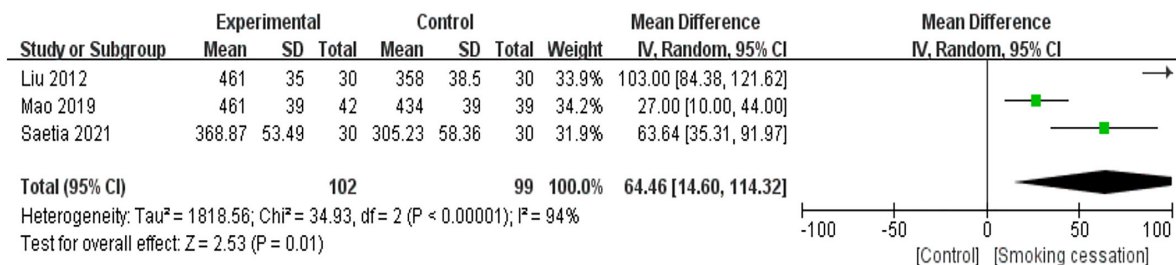 Experimental Control Mean Difference Mean Difference
Study or Subgroup Mean SD Total Mean SD Total Weight IV, Random, 95% CI IV, Random, 95% CI
Liu 2012 461 35 30 358 38.5 30 33.9% 103.00 [84.38, 121.62]
Mao 2019 461 39 42 434 39 39 34.2% 27.00 [10.00, 44.00]
Saetia 2021 368.87 53.49 30 305.23 58.36 30 31.9% 63.64 [35.31, 91.97]
Total (95% CI) 102 99 100.0% 64.46 [14.60, 114.32]
Heterogeneity: Tau² = 1818.56; Chi² = 34.93, df = 2 (P < 0.00001); I² = 94%
Test for overall effect: Z = 2.53 (P = 0.01)
-100 -50 0 50 100
[Control] [Smoking cessation]